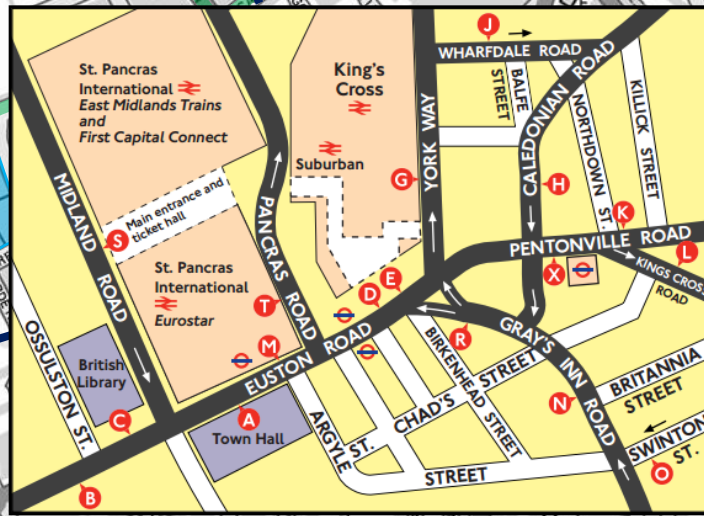 J
WHARFDALE ROAD
St. Pancras
International
East Midlands Trains
and
First Capital Connect
King's
Cross
Suburban
BALFE
STREET
NORTHDOWN ST.
KILLICK STREET
CALEDONIAN ROAD
YORK WAY
G
H
MIDLAND ROAD
PANCRAS ROAD
Main entrance and
ticket hall
S
K
L
PENTONVILLE ROAD
X
KINGS CROSS
ROAD
St. Pancras
International
Eurostar
T
D
E
M
R
EUSTON ROAD
GRAY'S INN ROAD
OSSULSTON ST.
British
Library
C
A
Town Hall
B
ARGYLE
STREET
ST. CHAD'S STREET
BIRKENHEAD STREET
N
BRITANNIA
STREET
SWINTON
ST.
O